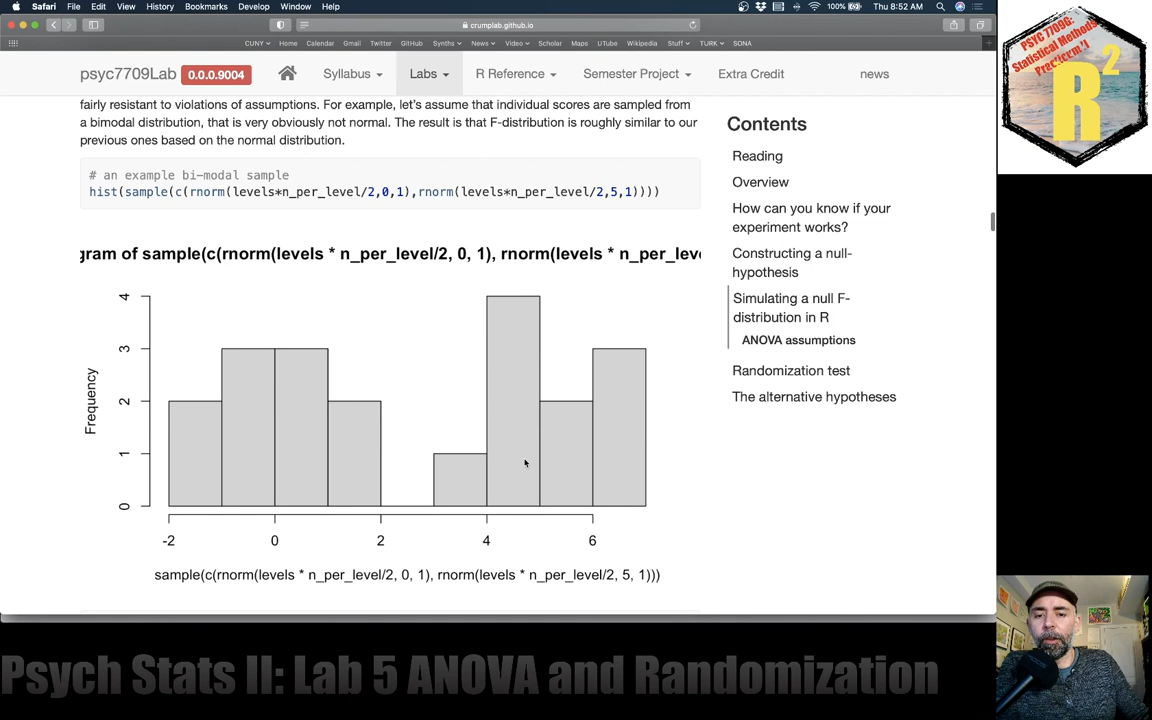 Safari File Edit View History Bookmarks Develop Window Help 100% Thu 8:52 AM
crumplab.github.io
CUNY Home Calendar Gmail Twitter GitHub Synths News Video Scholar Maps UTube Wikipedia Stuff TURK SONA
psyc7709Lab 0.0.0.9004 Syllabus Labs R Reference Semester Project Extra Credit news
fairly resistant to violations of assumptions. For example, let's assume that individual scores are sampled from
a bimodal distribution, that is very obviously not normal. The result is that F-distribution is roughly similar to our
previous ones based on the normal distribution.
# an example bi-modal sample
hist(sample(c(rnorm(levels*n_per_level/2,0,1),rnorm(levels*n_per_level/2,5,1))))
gram of sample(c(rnorm(levels * n_per_level/2, 0, 1), rnorm(levels * n_per_leve
Frequency
4
3
2
1
0
-2 0 2 4 6
sample(c(rnorm(levels * n_per_level/2, 0, 1), rnorm(levels * n_per_level/2, 5, 1)))
Contents
Reading
Overview
How can you know if your
experiment works?
Constructing a null-
hypothesis
Simulating a null F-
distribution in R
ANOVA assumptions
Randomization test
The alternative hypotheses
PSYC 7709G:
Statistical Methods
Practicum 1
R2
Psych Stats II: Lab 5 ANOVA and Randomization